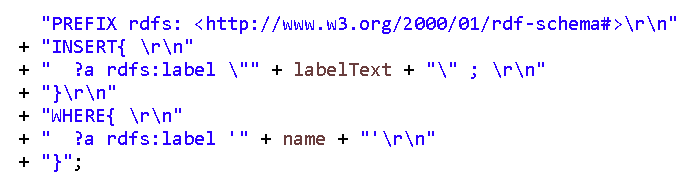 "PREFIX rdfs: <http://www.w3.org/2000/01/rdf-schema#>\r\n"
+ "INSERT{ \r\n"
+ "  ?a rdfs:label \"" + labelText + "\" ; \r\n"
+ "}\r\n"
+ "WHERE{ \r\n"
+ "  ?a rdfs:label '" + name + "'\r\n"
+ "}";